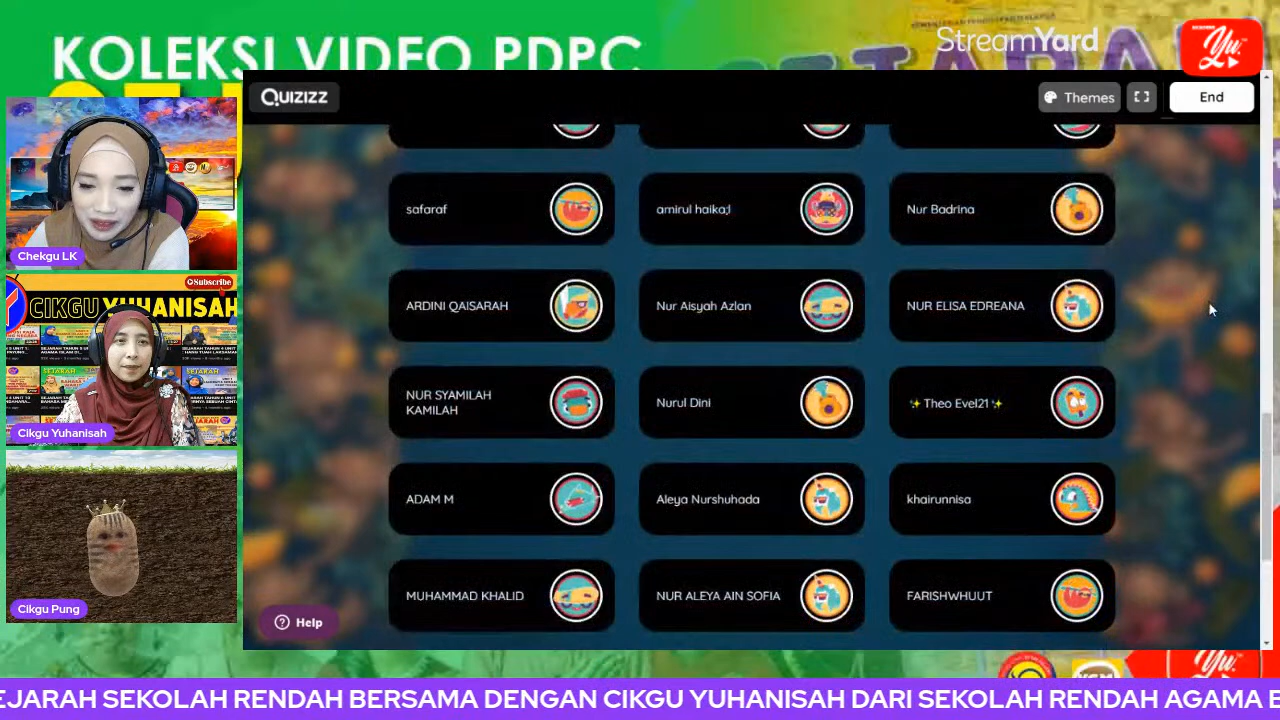 KOLEKSI VIDEO PDPC
StreamYard
Yu.
QUIZIZZ
Themes
End
safaraf
amirul haika;l
Nur Badrina
ARDINI QAISARAH
Nur Aisyah Azlan
NUR ELISA EDREANA
NUR SYAMILAH
KAMILAH
Nurul Dini
✨ Theo Evel21 ✨
ADAM M
Aleya Nurshuhada
khairunnisa
MUHAMMAD KHALID
NUR ALEYA AIN SOFIA
FARISHWHUUT
Help
Chekgu LK
Subscribe
CIKGU YUHANISAH
Cikgu Yuhanisah
Cikgu Pung
EJARAH SEKOLAH RENDAH BERSAMA DENGAN CIKGU YUHANISAH DARI SEKOLAH RENDAH AGAMA